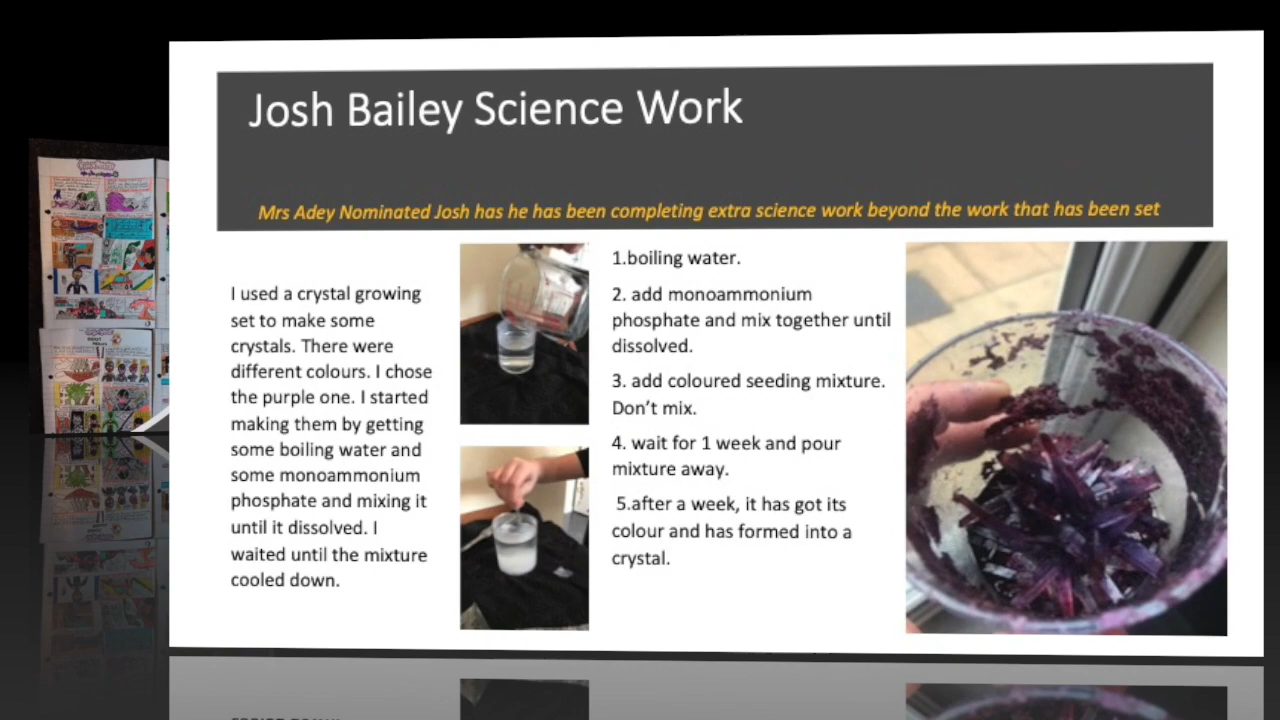 Josh Bailey Science Work
Mrs Adey Nominated Josh has he has been completing extra science work beyond the work that has been set
I used a crystal growing
set to make some
crystals. There were
different colours. I chose
the purple one. I started
making them by getting
some boiling water and
some monoammonium
phosphate and mixing it
until it dissolved. I
waited until the mixture
cooled down.
1.boiling water.
2. add monoammonium
phosphate and mix together until
dissolved.
3. add coloured seeding mixture.
Don't mix.
4. wait for 1 week and pour
mixture away.
5.after a week, it has got its
colour and has formed into a
crystal.